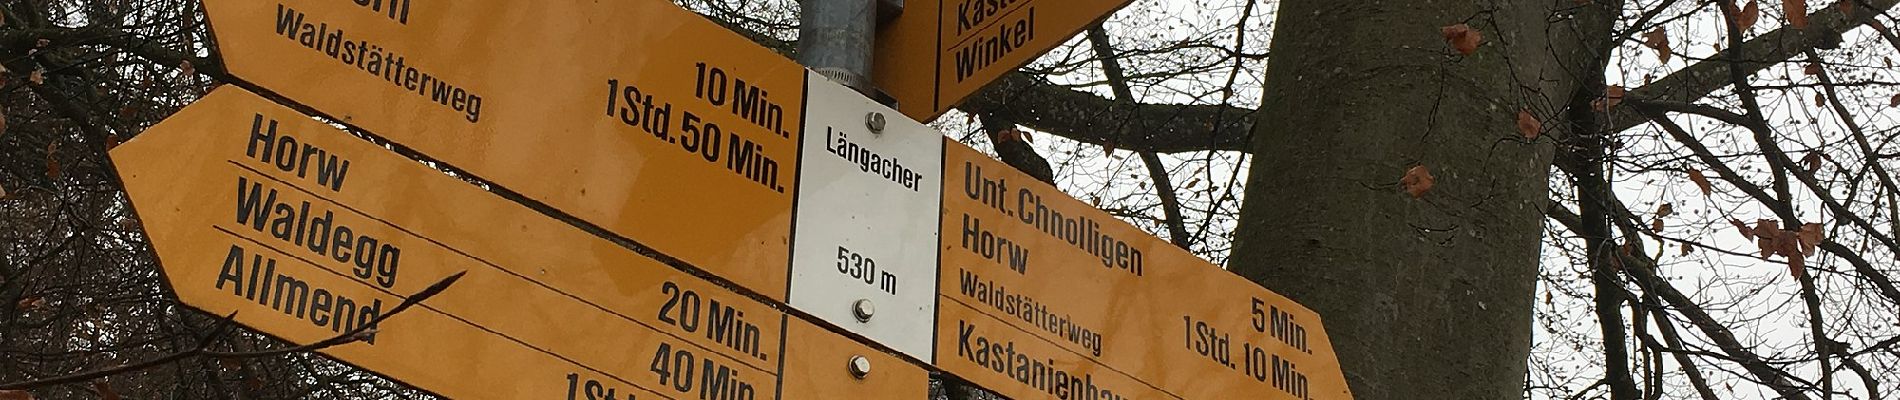 Winkel
Waldstätterweg
10 Min.
1Std. 50 Min.
Längacher
530 m
Horw
20 Min.
Waldegg
40 Min.
Allmend
Unt. Chnolligen
5 Min.
Horw
1Std. 10 Min.
Waldstätterweg